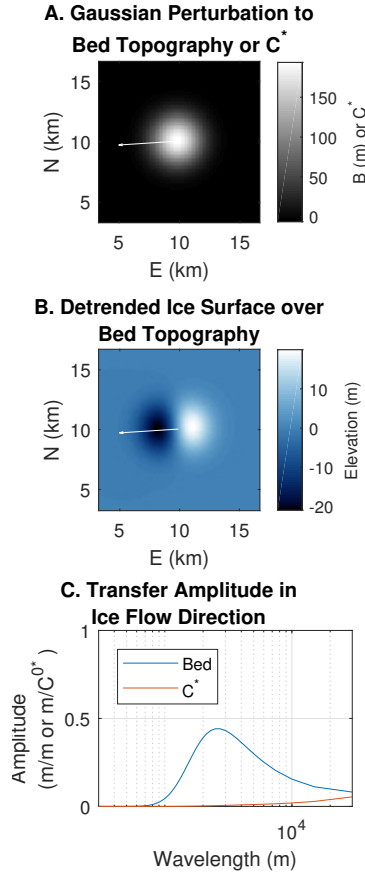 A. Gaussian Perturbation to
Bed Topography or C*
N (km)
15
10
5
5
10
15
E (km)
150
100
50
0
B (m) or C*
B. Detrended Ice Surface over
Bed Topography
N (km)
15
10
5
5
10
15
E (km)
10
0
-10
-20
Elevation (m)
C. Transfer Amplitude in
Ice Flow Direction
Amplitude
(m/m or m/C0*)
1
0.5
0
Bed
C*
10^4
Wavelength (m)